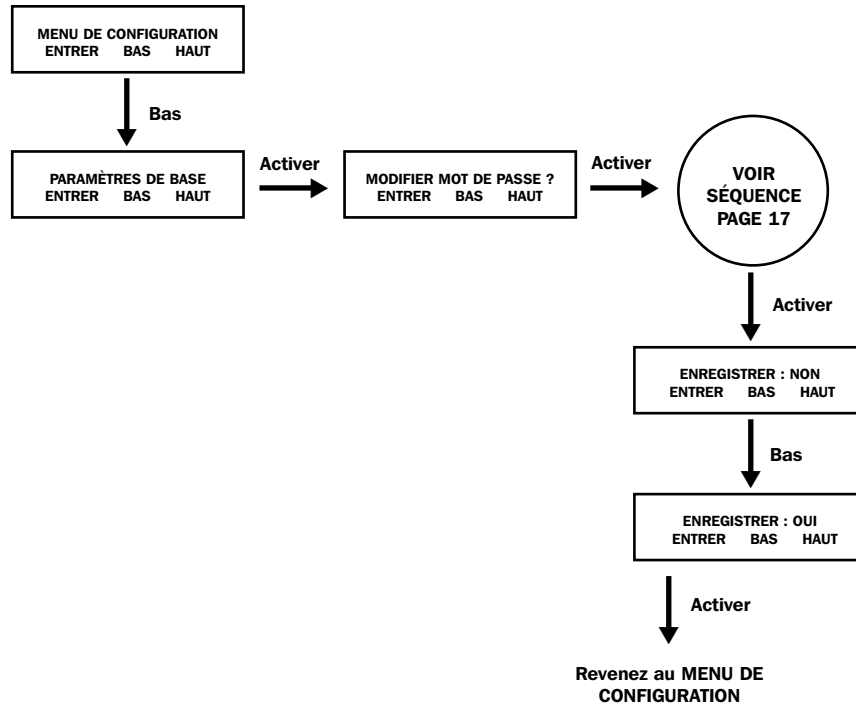 MENU DE CONFIGURATION
ENTRER BAS HAUT
Bas
PARAMÈTRES DE BASE
ENTRER BAS HAUT
Activer
MODIFIER MOT DE PASSE ?
ENTRER BAS HAUT
Activer
VOIR
SÉQUENCE
PAGE 17
Activer
ENREGISTRER : NON
ENTRER BAS HAUT
Bas
ENREGISTRER : OUI
ENTRER BAS HAUT
Activer
Revenez au MENU DE
CONFIGURATION